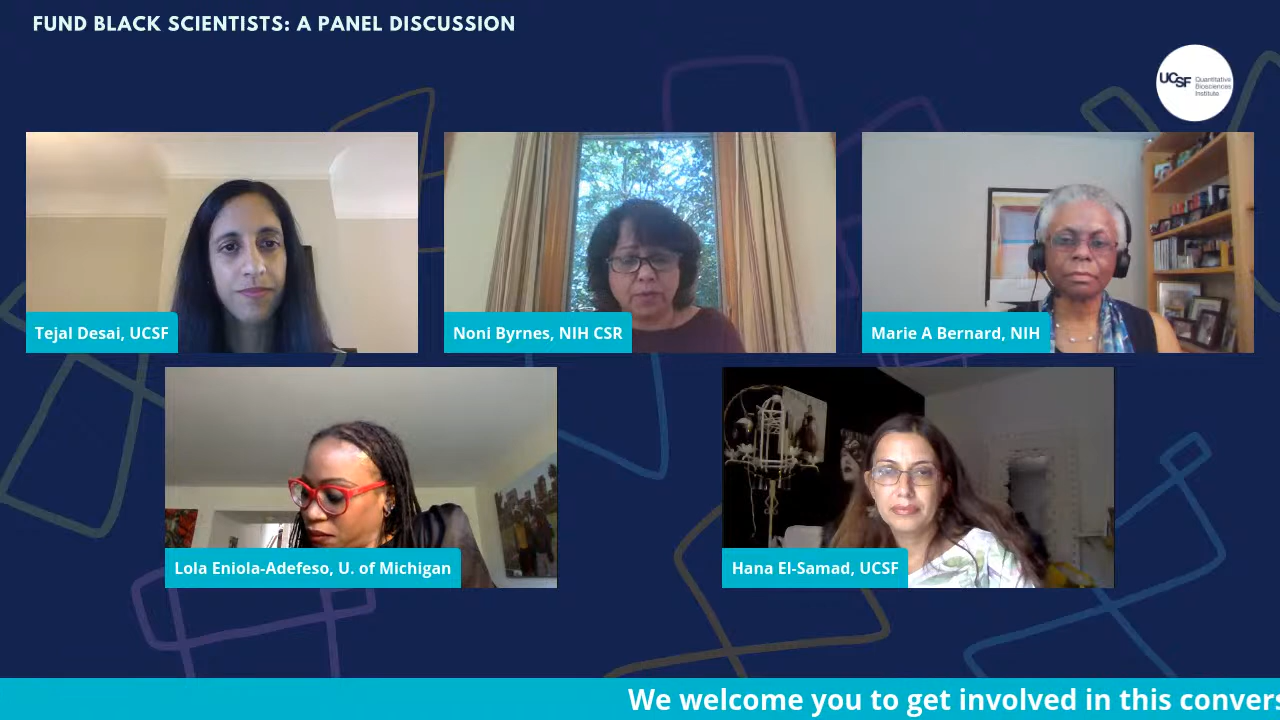 FUND BLACK SCIENTISTS: A PANEL DISCUSSION
UCSF Quantitative
Biosciences
Institute
Tejal Desai, UCSF
Noni Byrnes, NIH CSR
Marie A Bernard, NIH
Lola Eniola-Adefeso, U. of Michigan
Hana El-Samad, UCSF
We welcome you to get involved in this convers